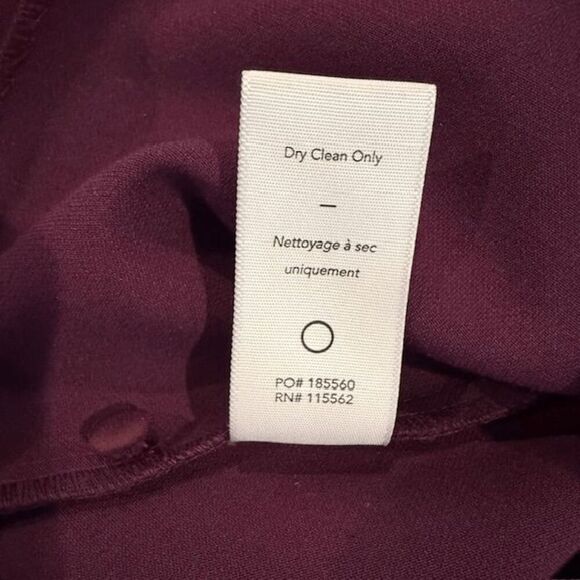 Dry Clean Only
—
Nettoyage à sec
uniquement
PO# 185560
RN# 115562